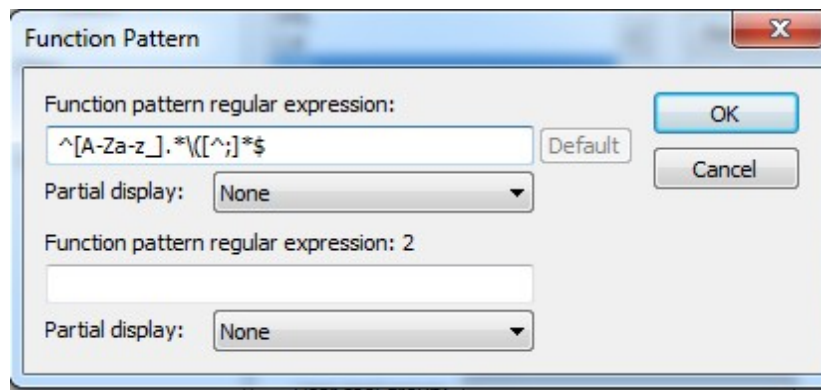 Function Pattern
Function pattern regular expression:
OK
^[A-Za-z_].*\([^;]*$
Default
Cancel
Partial display:
None
Function pattern regular expression: 2
Partial display:
None